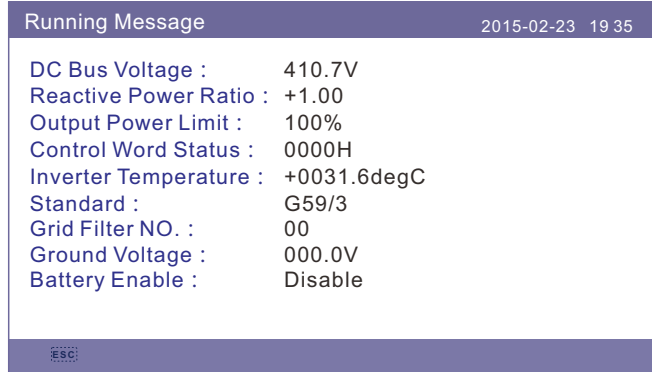 Running Message 2015-02-23 19 35
DC Bus Voltage : 410.7V
Reactive Power Ratio : +1.00
Output Power Limit : 100%
Control Word Status : 0000H
Inverter Temperature : +0031.6degC
Standard : G59/3
Grid Filter NO. : 00
Ground Voltage : 000.0V
Battery Enable : Disable
ESC